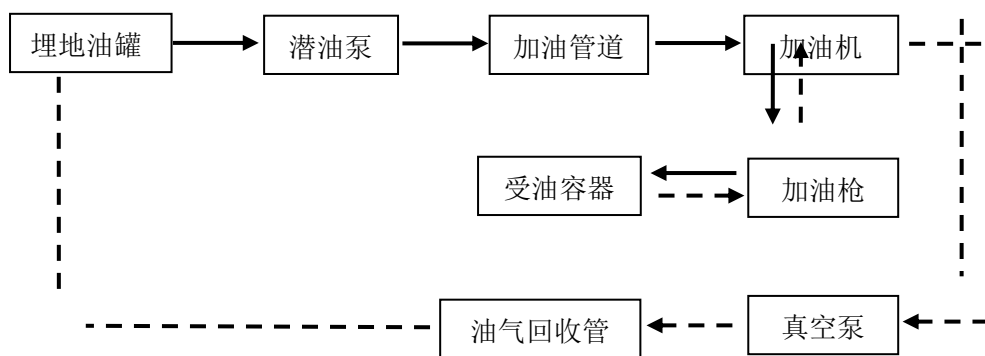 埋地油罐
潜油泵
加油管道
加油机
受油容器
加油枪
油气回收管
真空泵